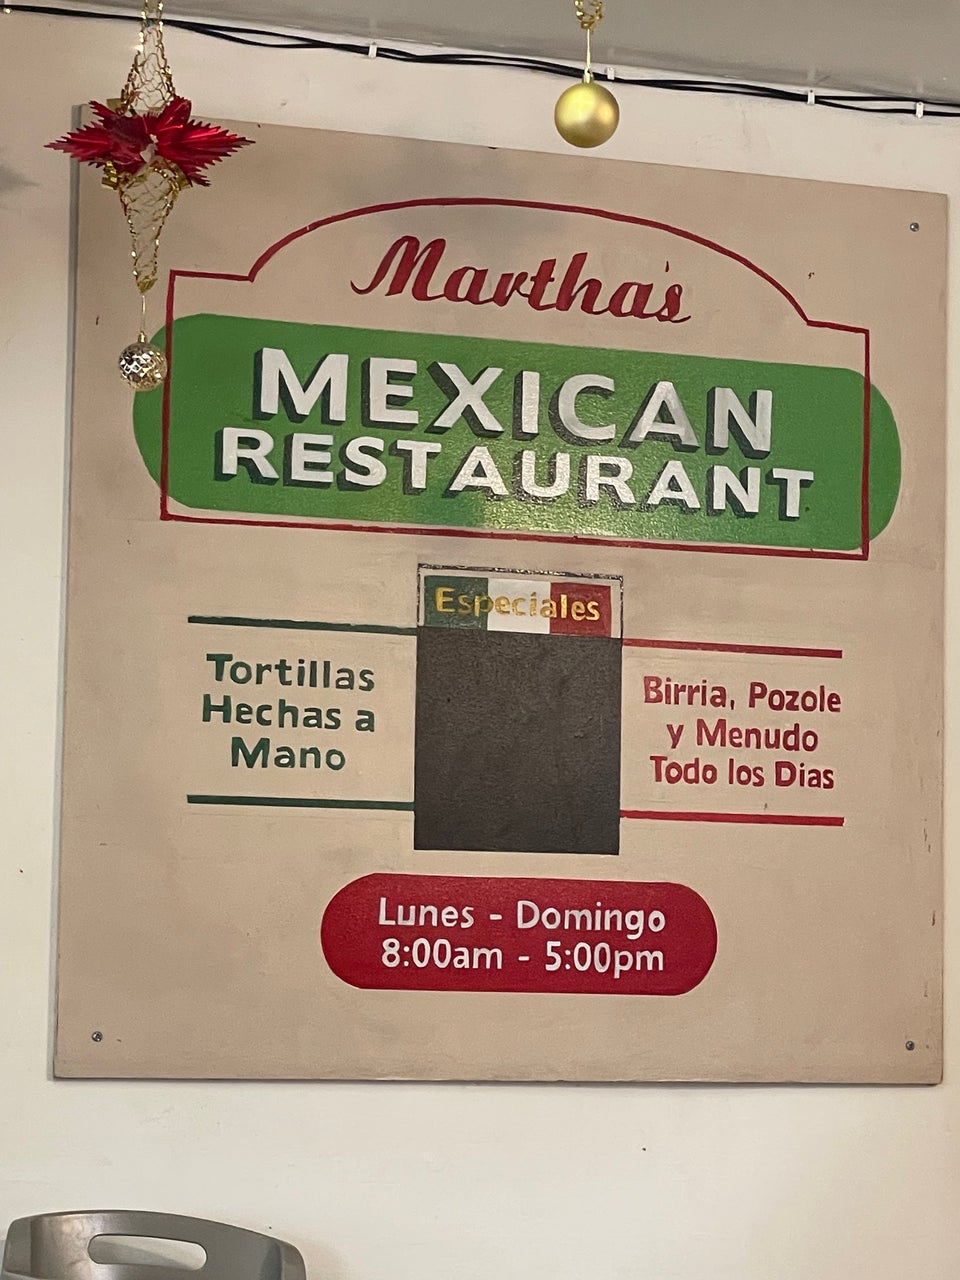 Martha's
MEXICAN
RESTAURANT
Especiales
Tortillas
Hechas a
Mano
Birria, Pozole
y Menudo
Todo los Dias
Lunes - Domingo
8:00am - 5:00pm